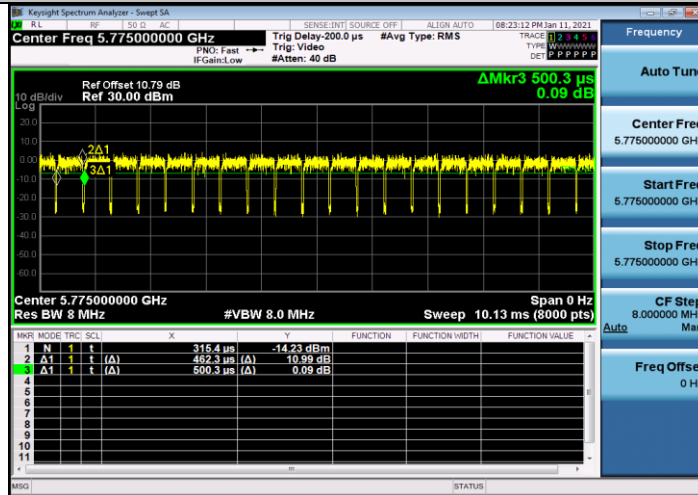 Keysight Spectrum Analyzer - Swept SA
RL RF 50 Ω AC SENSE:INT SOURCE OFF ALIGN AUTO 08:23:12 PM Jan 11, 2021
Center Freq 5.775000000 GHz
PNO: Fast
IFGain:Low
Trig Delay-200.0 µs
Trig: Video
#Atten: 40 dB
#Avg Type: RMS
TRACE 1 2 3 4 5 6
TYPE WWWWWW
DET P P P P P P
Frequency
Auto Tune
Center Freq
5.775000000 GH
Start Freq
5.775000000 GH
Stop Freq
5.775000000 GH
CF Step
8.000000 MH
Auto Ma
Freq Offse
0 H
ΔMkr3 500.3 µs
0.09 dB
Ref Offset 10.79 dB
10 dB/div Ref 30.00 dBm
Log
20.0
10.0
0.00
-10.0
-20.0
-30.0
-40.0
-50.0
-60.0
2Δ1
3Δ1
Center 5.775000000 GHz Span 0 Hz
Res BW 8 MHz #VBW 8.0 MHz Sweep 10.13 ms (8000 pts)
MKR MODE TRC SCL X Y FUNCTION FUNCTION WIDTH FUNCTION VALUE
1 N 1 t 315.4 µs -14.23 dBm
2 Δ1 1 t (Δ) 462.3 µs (Δ) 10.99 dB
3 Δ1 1 t (Δ) 500.3 µs (Δ) 0.09 dB
4
5
6
7
8
9
10
11
MSG STATUS